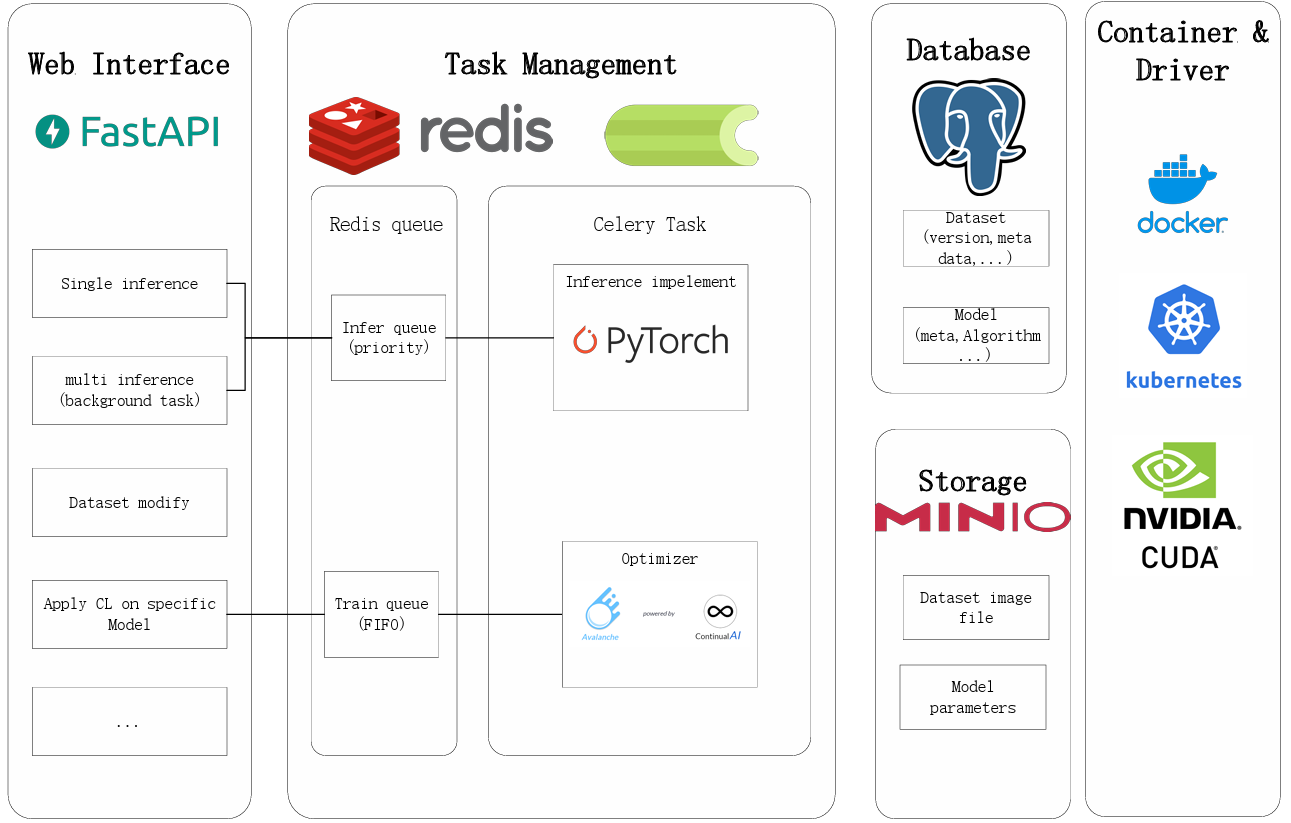 Web Interface
FastAPI
Single inference
multi inference
(background task)
Dataset modify
Apply CL on specific
Model
...
Task Management
redis
Redis queue
Infer queue
(priority)
Train queue
(FIFO)
Celery Task
Inference impelement
PyTorch
Optimizer
Avalanche
powered by
ContinualAI
Database
Dataset
(version, meta
data,...)
Model
(meta, Algorithm
...)
Storage
MINIO
Dataset image
file
Model
parameters
Container &
Driver
docker
kubernetes
NVIDIA.
CUDA®